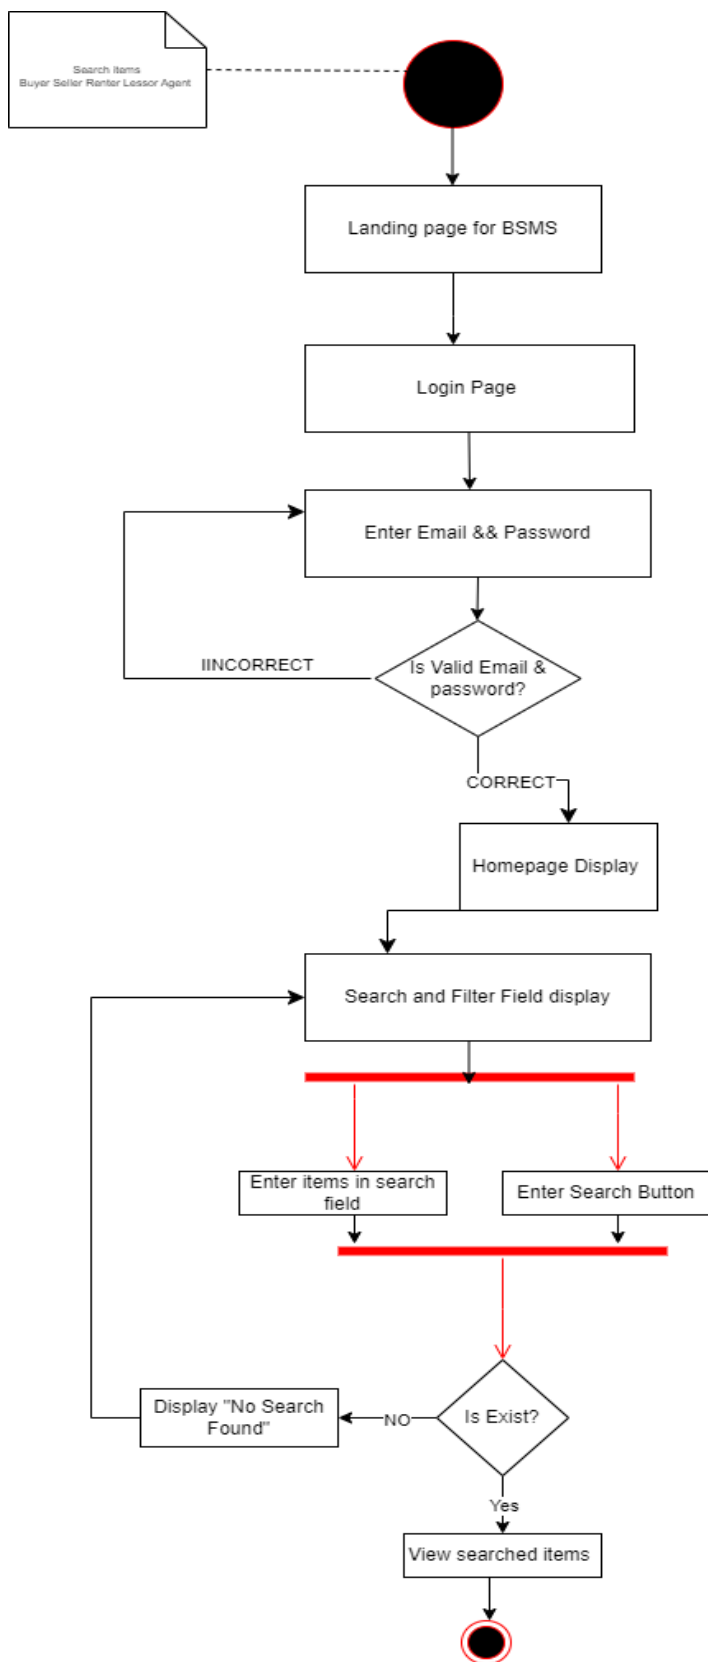 Search Items
Buyer Seller Renter Lessor Agent
Landing page for BSMS
Login Page
Enter Email && Password
IINCORRECT
Is Valid Email &
password?
CORRECT
Homepage Display
Search and Filter Field display
Enter items in search
field
Enter Search Button
Display "No Search
Found"
NO
Is Exist?
Yes
View searched items